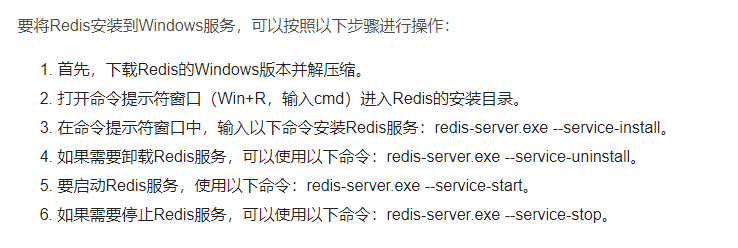 要将Redis安装到Windows服务，可以按照以下步骤进行操作：
1. 首先，下载Redis的Windows版本并解压缩。
2. 打开命令提示符窗口（Win+R，输入cmd）进入Redis的安装目录。
3. 在命令提示符窗口中，输入以下命令安装Redis服务：redis-server.exe --service-install。
4. 如果需要卸载Redis服务，可以使用以下命令：redis-server.exe --service-uninstall。
5. 要启动Redis服务，使用以下命令：redis-server.exe --service-start。
6. 如果需要停止Redis服务，可以使用以下命令：redis-server.exe --service-stop。